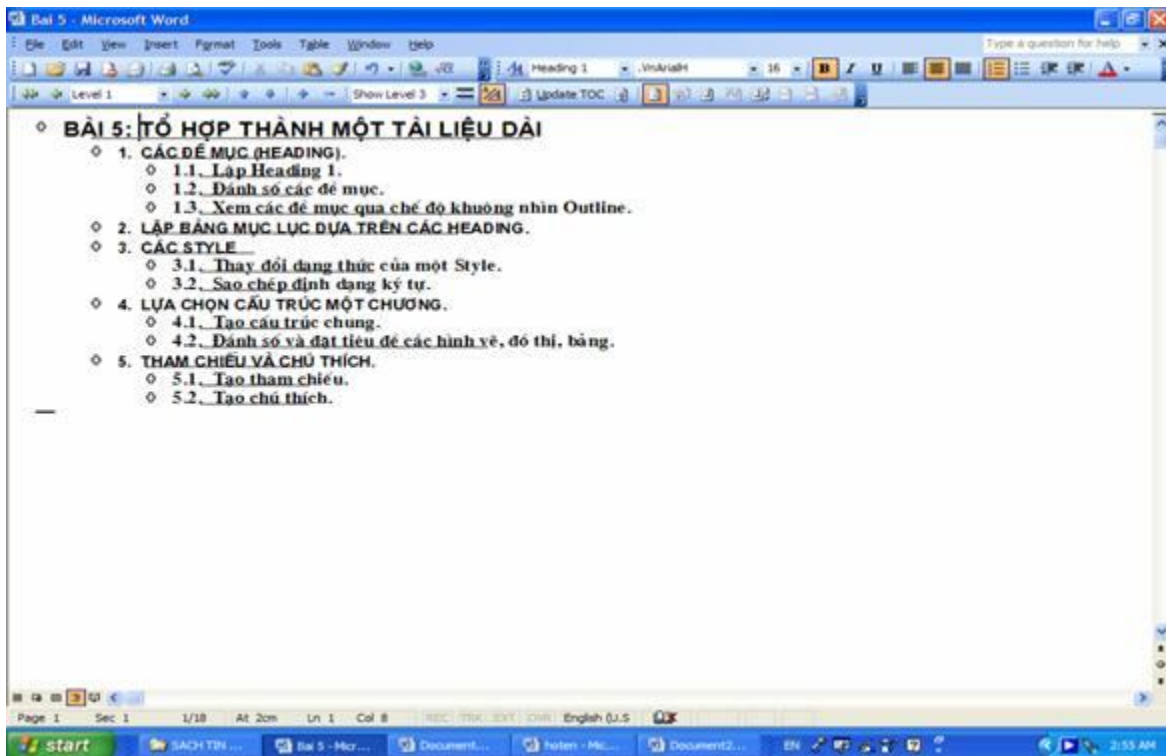 Bai 5 - Microsoft Word
File Edit View Insert Format Tools Table Window Help Type a question for help
Heading 1 .VnArialH 16 B I U A
Level 1 Show Level 3 Update TOC
BÀI 5: TỔ HỢP THÀNH MỘT TÀI LIỆU DÀI
1. CÁC ĐỀ MỤC (HEADING).
1.1. Lập Heading 1.
1.2. Đánh số các đề mục.
1.3. Xem các đề mục qua chế độ khuông nhìn Outline.
2. LẬP BẢNG MỤC LỤC DỰA TRÊN CÁC HEADING.
3. CÁC STYLE
3.1. Thay đổi dạng thức của một Style.
3.2. Sao chép định dạng ký tự.
4. LỰA CHỌN CẤU TRÚC MỘT CHƯƠNG.
4.1. Tạo cấu trúc chung.
4.2. Đánh số và đặt tiêu đề các hình vẽ, đồ thị, bảng.
5. THAM CHIẾU VÀ CHÚ THÍCH.
5.1. Tạo tham chiếu.
5.2. Tạo chú thích.
Page 1 Sec 1 1/18 At 2cm Ln 1 Col 8 REC TRK EXT OVR English (U.S
start SACH TIN ... Bai 5 - Micr... Document... hoten - Mic... Document2... EN 2:55 AM